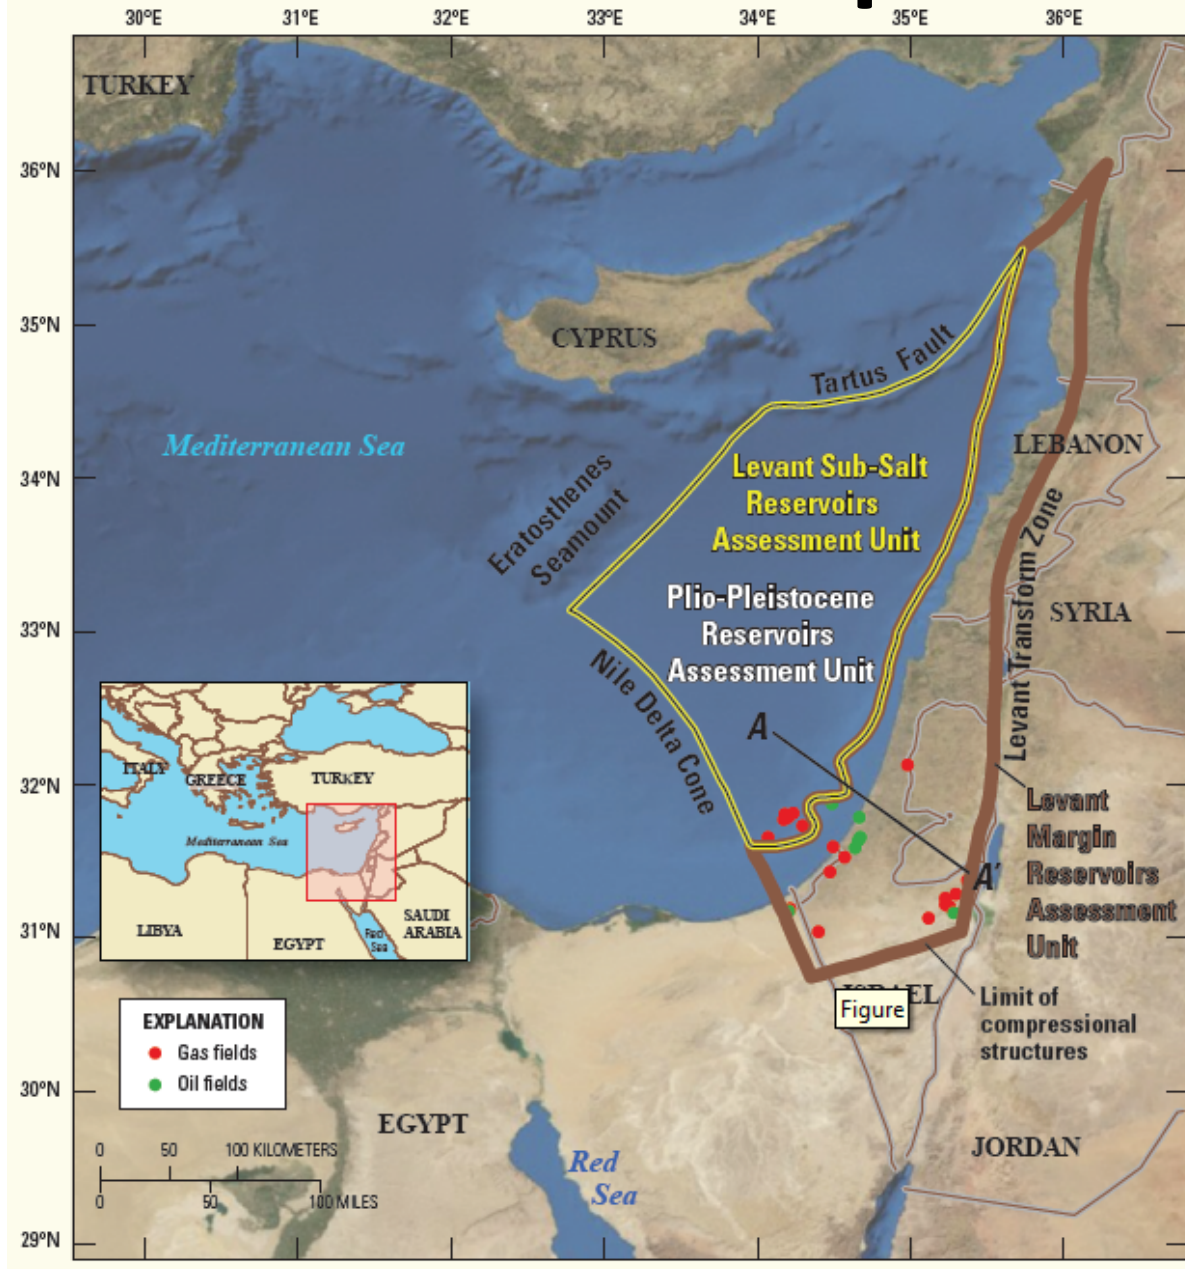 30°E 31°E 32°E 33°E 34°E 35°E 36°E
TURKEY
36°N
35°N
CYPRUS
Tartus Fault
Mediterranean Sea
LEBANON
34°N
Levant Sub-Salt
Reservoirs
Assessment Unit
Eratosthenes
Seamount
Levant Transform Zone
Plio-Pleistocene
Reservoirs
Assessment Unit
SYRIA
33°N
Nile Delta Cone
A
32°N
Levant
Margin
Reservoirs
Assessment
Unit
A′
31°N
ITALY
GREECE
TURKEY
Mediterranean Sea
LIBYA
EGYPT
Red
Sea
SAUDI
ARABIA
ISRAEL
Figure
Limit of
compressional
structures
EXPLANATION
Gas fields
Oil fields
30°N
EGYPT
JORDAN
0 50 100 KILOMETERS
0 50 100 MILES
Red
Sea
29°N